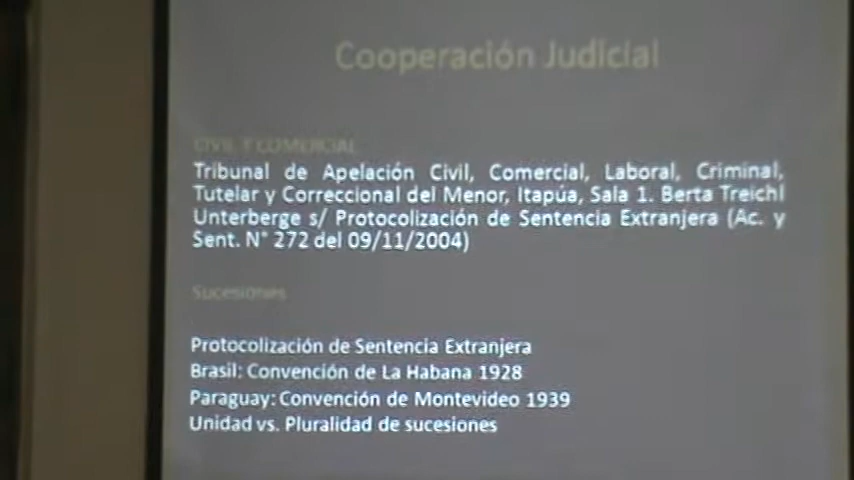 Cooperación Judicial
CIVIL Y COMERCIAL
Tribunal de Apelación Civil, Comercial, Laboral, Criminal,
Tutelar y Correccional del Menor, Itapúa, Sala 1. Berta Treichl
Unterberge s/ Protocolización de Sentencia Extranjera (Ac. y
Sent. N° 272 del 09/11/2004)
Sucesiones
Protocolización de Sentencia Extranjera
Brasil: Convención de La Habana 1928
Paraguay: Convención de Montevideo 1939
Unidad vs. Pluralidad de sucesiones